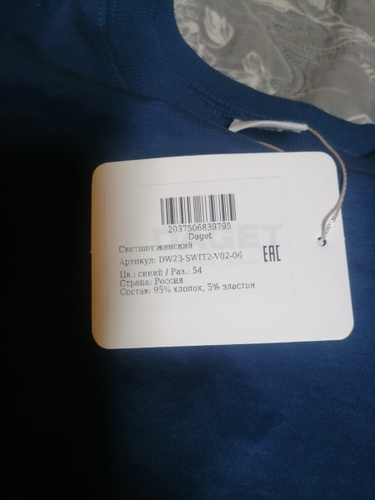 2037506839795
Daget
DAGET
Свитшот женский
Артикул: DW23-SWIT2-V02-06
EAC
Цв.: синий / Раз.: 54
Страна: Россия
Состав: 95% хлопок, 5% эластан